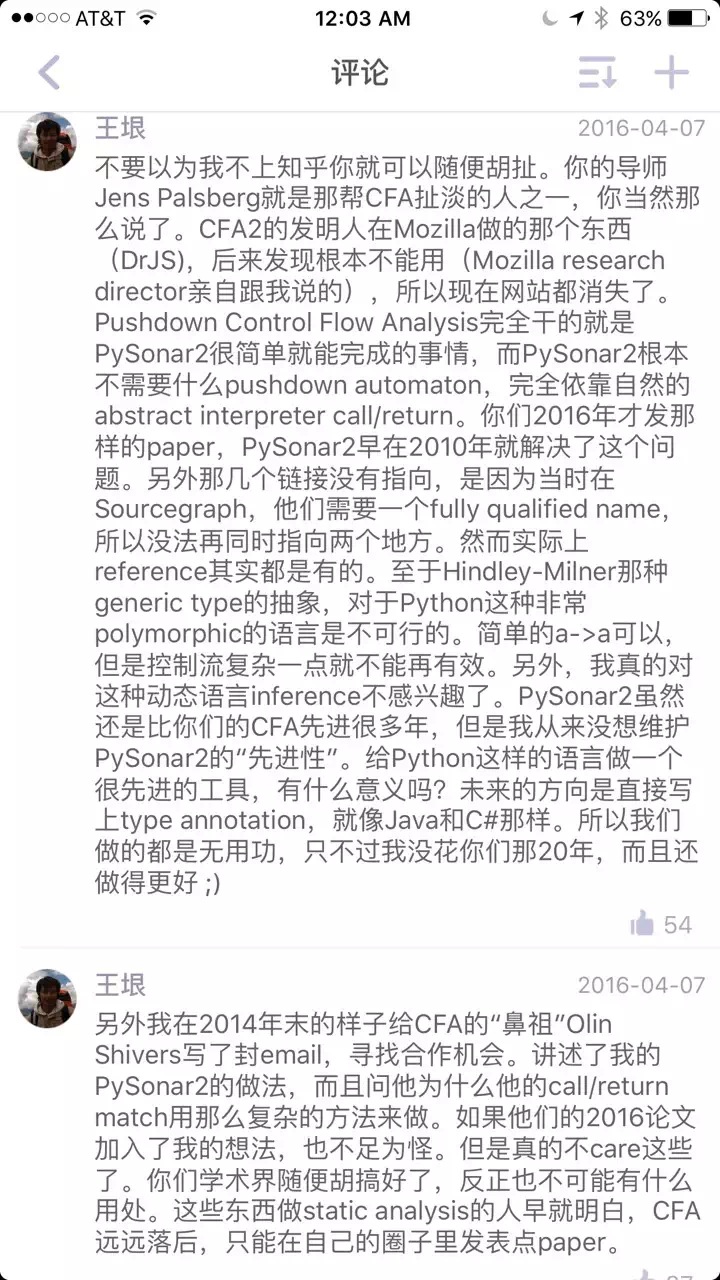 AT&T 12:03 AM 63%
评论
王垠 2016-04-07
不要以为我不上知乎你就可以随便胡扯。你的导师
Jens Palsberg就是那帮CFA扯淡的人之一，你当然那
么说了。CFA2的发明人在Mozilla做的那个东西
（DrJS)，后来发现根本不能用（Mozilla research
director亲自跟我说的），所以现在网站都消失了。
Pushdown Control Flow Analysis完全干的就是
PySonar2很简单就能完成的事情，而PySonar2根本
不需要什么pushdown automaton，完全依靠自然的
abstract interpreter call/return。你们2016年才发那
样的paper，PySonar2早在2010年就解决了这个问
题。另外那几个链接没有指向，是因为当时在
Sourcegraph，他们需要一个fully qualified name，
所以没法再同时指向两个地方。然而实际上
reference其实都是有的。至于Hindley-Milner那种
generic type的抽象，对于Python这种非常
polymorphic的语言是不可行的。简单的a->a可以，
但是控制流复杂一点就不能再有效。另外，我真的对
这种动态语言inference不感兴趣了。PySonar2虽然
还是比你们的CFA先进很多年，但是我从来没想维护
PySonar2的“先进性”。给Python这样的语言做一个
很先进的工具，有什么意义吗？未来的方向是直接写
上type annotation，就像Java和C#那样。所以我们
做的都是无用功，只不过我没花你们那20年，而且还
做得更好 ;)
54
王垠 2016-04-07
另外我在2014年末的样子给CFA的“鼻祖”Olin
Shivers写了封email，寻找合作机会。讲述了我的
PySonar2的做法，而且问他为什么他的call/return
match用那么复杂的方法来做。如果他们的2016论文
加入了我的想法，也不足为怪。但是真的不care这些
了。你们学术界随便胡搞好了，反正也不可能有什么
用处。这些东西做static analysis的人早就明白，CFA
远远落后，只能在自己的圈子里发表点paper。